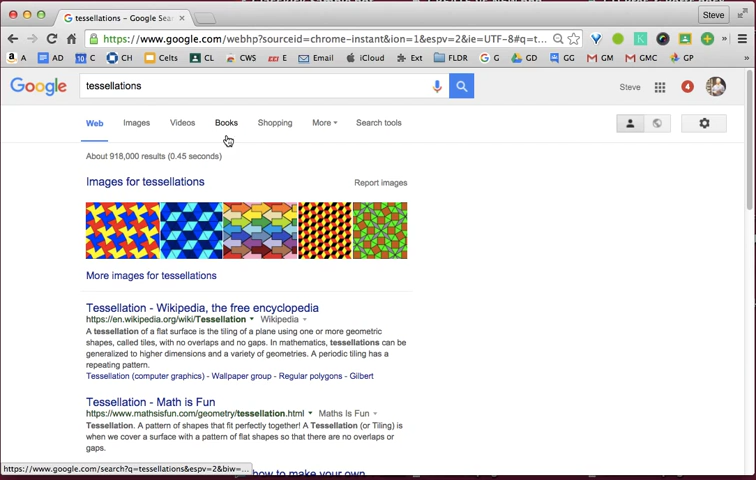 tessellations - Google Sear
Steve
https://www.google.com/webhp?sourceid=chrome-instant&ion=1&espv=2&ie=UTF-8#q=t...
A AD 10 C CH Celts CL CWS E Email iCloud Ext FLDR G GD GG GM GMC GP »
Google tessellations Steve 4
Web Images Videos Books Shopping More Search tools
About 918,000 results (0.45 seconds)
Images for tessellations Report images
More images for tessellations
Tessellation - Wikipedia, the free encyclopedia
https://en.wikipedia.org/wiki/Tessellation Wikipedia
A tessellation of a flat surface is the tiling of a plane using one or more geometric
shapes, called tiles, with no overlaps and no gaps. In mathematics, tessellations can be
generalized to higher dimensions and a variety of geometries. A periodic tiling has a
repeating pattern.
Tessellation (computer graphics) - Wallpaper group - Regular polygons - Gilbert
Tessellation - Math is Fun
https://www.mathsisfun.com/geometry/tessellation.html Maths Is Fun
Tessellation. A pattern of shapes that fit perfectly together! A Tessellation (or Tiling) is
when we cover a surface with a pattern of flat shapes so that there are no overlaps or
gaps.
how to make your own
https://www.google.com/search?q=tessellations&espv=2&biw=...